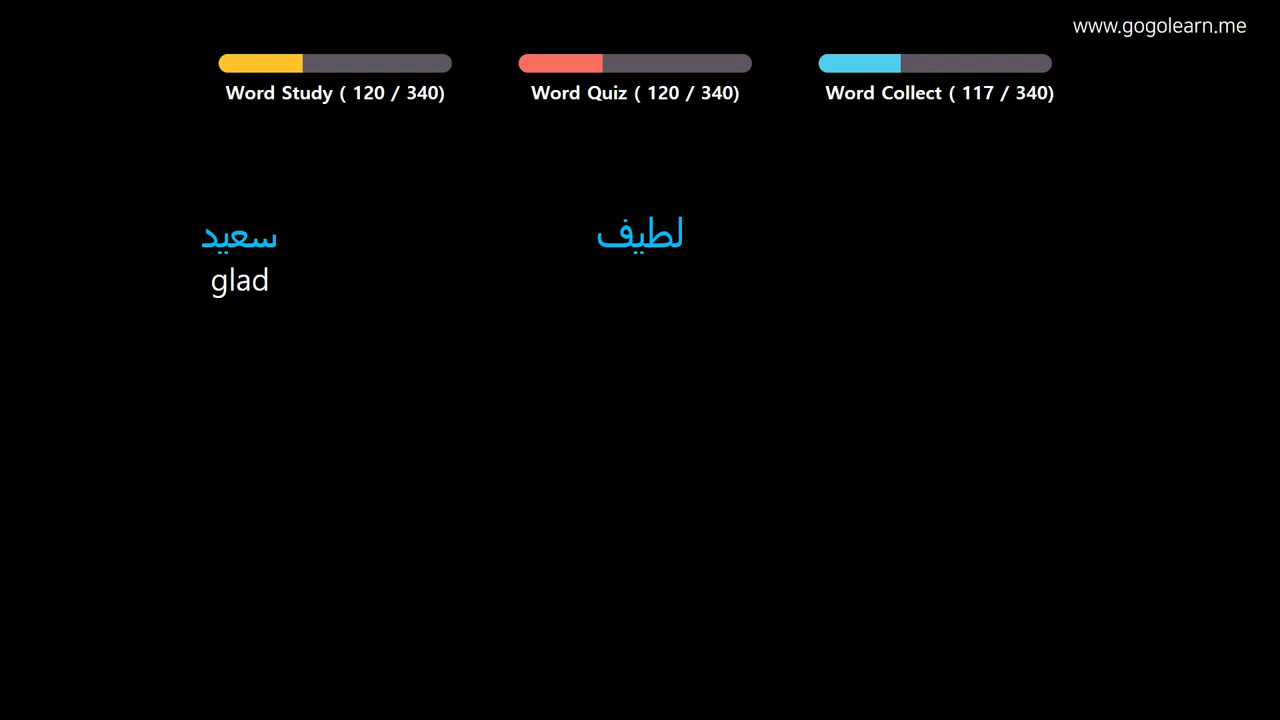 www.gogolearn.me
Word Study ( 120 / 340)
Word Quiz ( 120 / 340)
Word Collect ( 117 / 340)
سعيد
لطيف
glad